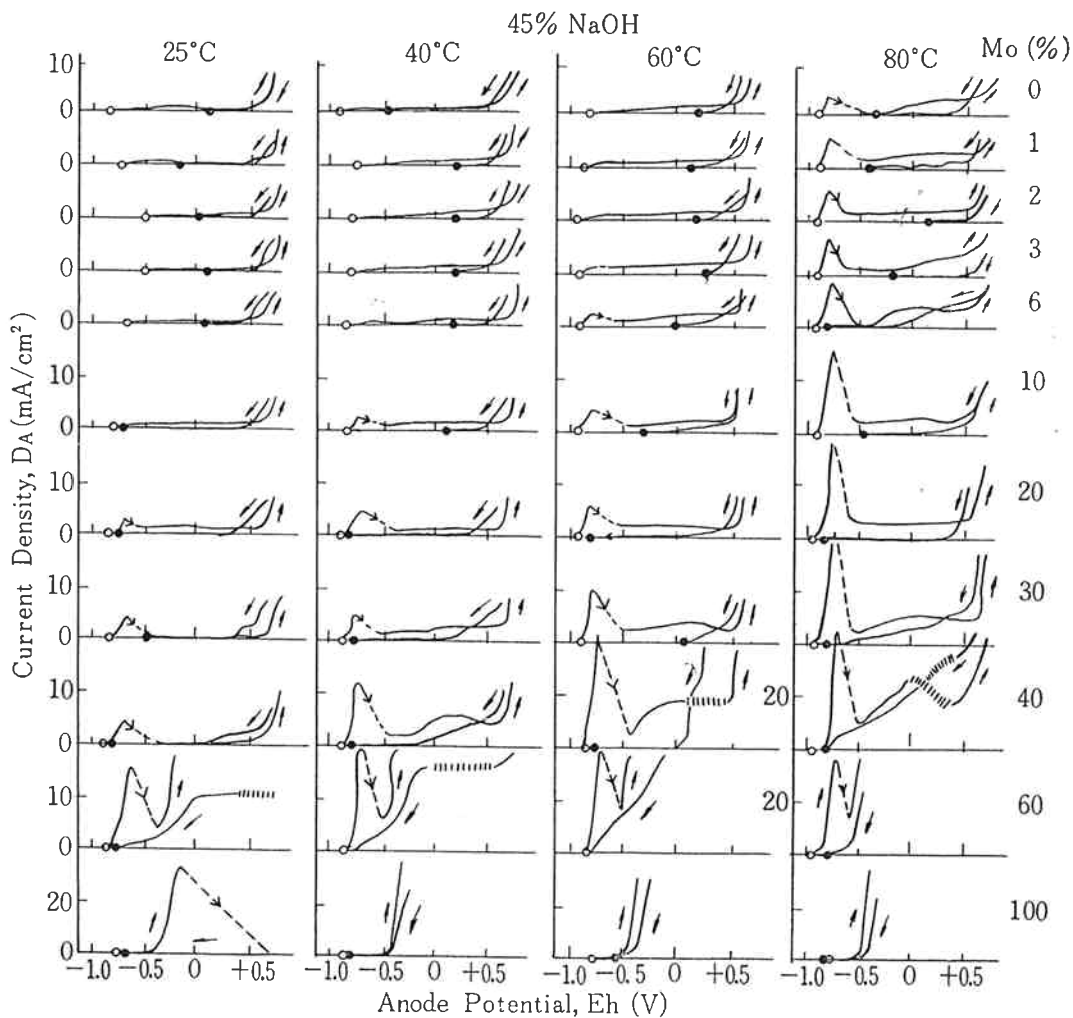 45% NaOH
25°C 40°C 60°C 80°C Mo (%)
10
0 0
0 1
0 2
0 3
0 6
10 10
0
10 20
0
10 30
0
10 20 40
0
10 20 60
0
20 100
0
−1.0 −0.5 0 +0.5 −1.0 −0.5 0 +0.5 −1.0 −0.5 0 +0.5 −1.0 −0.5 0 +0.5
Current Density, DA (mA/cm²)
Anode Potential, Eh (V)